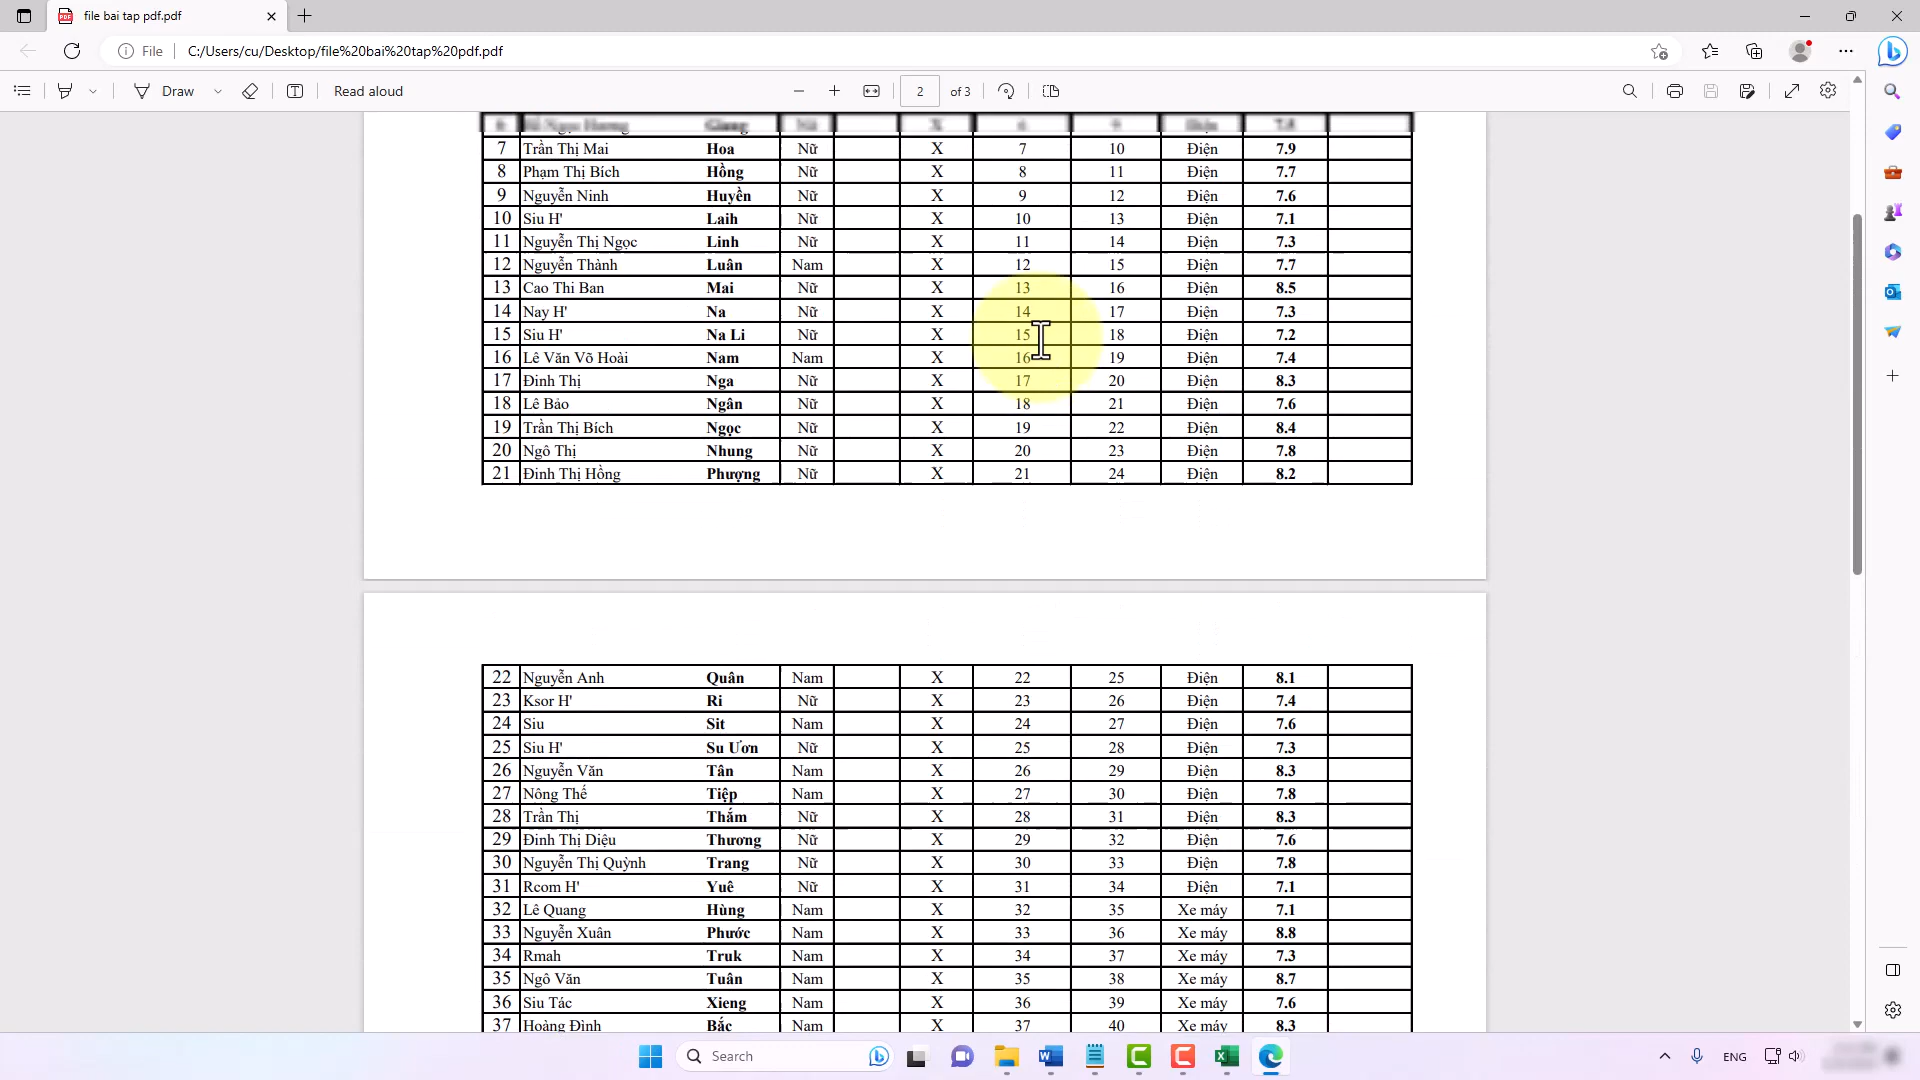 file bai tap pdf.pdf
File C:/Users/cu/Desktop/file%20bai%20tap%20pdf.pdf
Draw Read aloud 2 of 3
7 Trần Thị Mai Hoa Nữ X 7 10 Điện 7.9
8 Phạm Thị Bích Hồng Nữ X 8 11 Điện 7.7
9 Nguyễn Ninh Huyền Nữ X 9 12 Điện 7.6
10 Siu H' Laih Nữ X 10 13 Điện 7.1
11 Nguyễn Thị Ngọc Linh Nữ X 11 14 Điện 7.3
12 Nguyễn Thành Luân Nam X 12 15 Điện 7.7
13 Cao Thi Ban Mai Nữ X 13 16 Điện 8.5
14 Nay H' Na Nữ X 14 17 Điện 7.3
15 Siu H' Na Li Nữ X 15 18 Điện 7.2
16 Lê Văn Võ Hoài Nam Nam X 16 19 Điện 7.4
17 Đinh Thị Nga Nữ X 17 20 Điện 8.3
18 Lê Bảo Ngân Nữ X 18 21 Điện 7.6
19 Trần Thị Bích Ngọc Nữ X 19 22 Điện 8.4
20 Ngô Thị Nhung Nữ X 20 23 Điện 7.8
21 Đinh Thị Hồng Phượng Nữ X 21 24 Điện 8.2
22 Nguyễn Anh Quân Nam X 22 25 Điện 8.1
23 Ksor H' Ri Nữ X 23 26 Điện 7.4
24 Siu Sit Nam X 24 27 Điện 7.6
25 Siu H' Su Ươn Nữ X 25 28 Điện 7.3
26 Nguyễn Văn Tân Nam X 26 29 Điện 8.3
27 Nông Thế Tiệp Nam X 27 30 Điện 7.8
28 Trần Thị Thắm Nữ X 28 31 Điện 8.3
29 Đinh Thị Diệu Thương Nữ X 29 32 Điện 7.6
30 Nguyễn Thị Quỳnh Trang Nữ X 30 33 Điện 7.8
31 Rcom H' Yuê Nữ X 31 34 Điện 7.1
32 Lê Quang Hùng Nam X 32 35 Xe máy 7.1
33 Nguyễn Xuân Phước Nam X 33 36 Xe máy 8.8
34 Rmah Truk Nam X 34 37 Xe máy 7.3
35 Ngô Văn Tuân Nam X 35 38 Xe máy 8.7
36 Siu Tác Xieng Nam X 36 39 Xe máy 7.6
37 Hoàng Đình Bắc Nam X 37 40 Xe máy 8.3
Search ENG